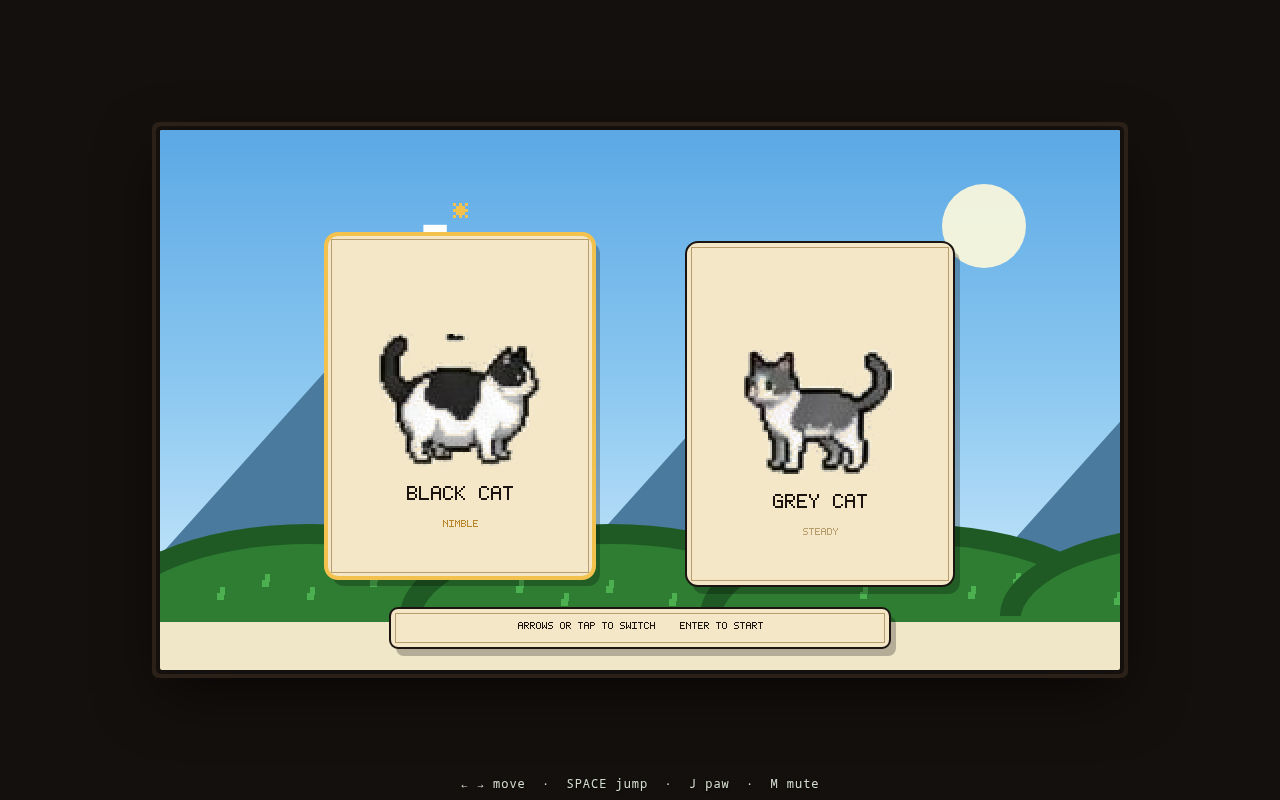 BLACK CAT
NIMBLE
GREY CAT
STEADY
ARROWS OR TAP TO SWITCH ENTER TO START
← → move · SPACE jump · J paw · M mute